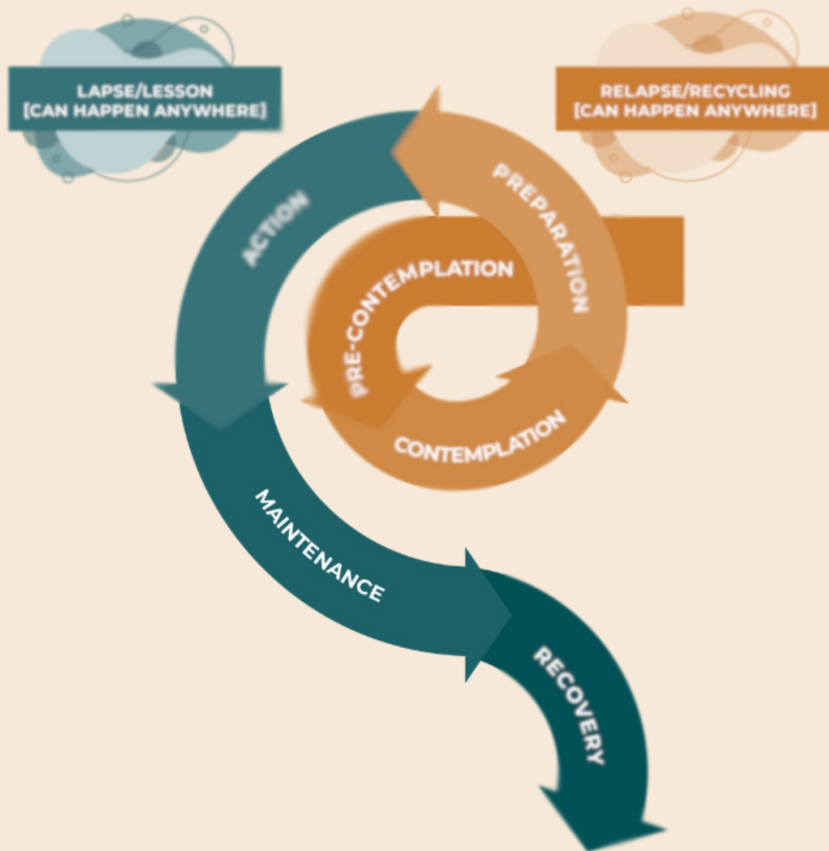 LAPSE/LESSON
[CAN HAPPEN ANYWHERE]
RELAPSE/RECYCLING
[CAN HAPPEN ANYWHERE]
PRE-CONTEMPLATION
CONTEMPLATION
PREPARATION
ACTION
MAINTENANCE
RECOVERY